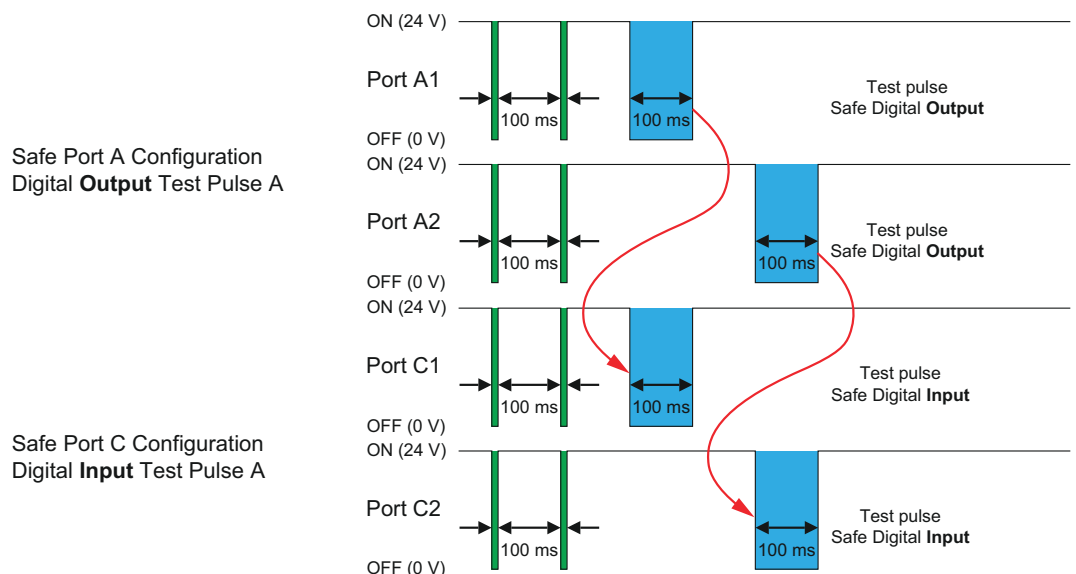 ON (24 V)
Port A1
100 ms
100 ms
Test pulse
Safe Digital Output
OFF (0 V)
Safe Port A Configuration
Digital Output Test Pulse A
ON (24 V)
Port A2
100 ms
100 ms
Test pulse
Safe Digital Output
OFF (0 V)
ON (24 V)
Port C1
100 ms
100 ms
Test pulse
Safe Digital Input
OFF (0 V)
Safe Port C Configuration
Digital Input Test Pulse A
ON (24 V)
Port C2
100 ms
100 ms
Test pulse
Safe Digital Input
OFF (0 V)